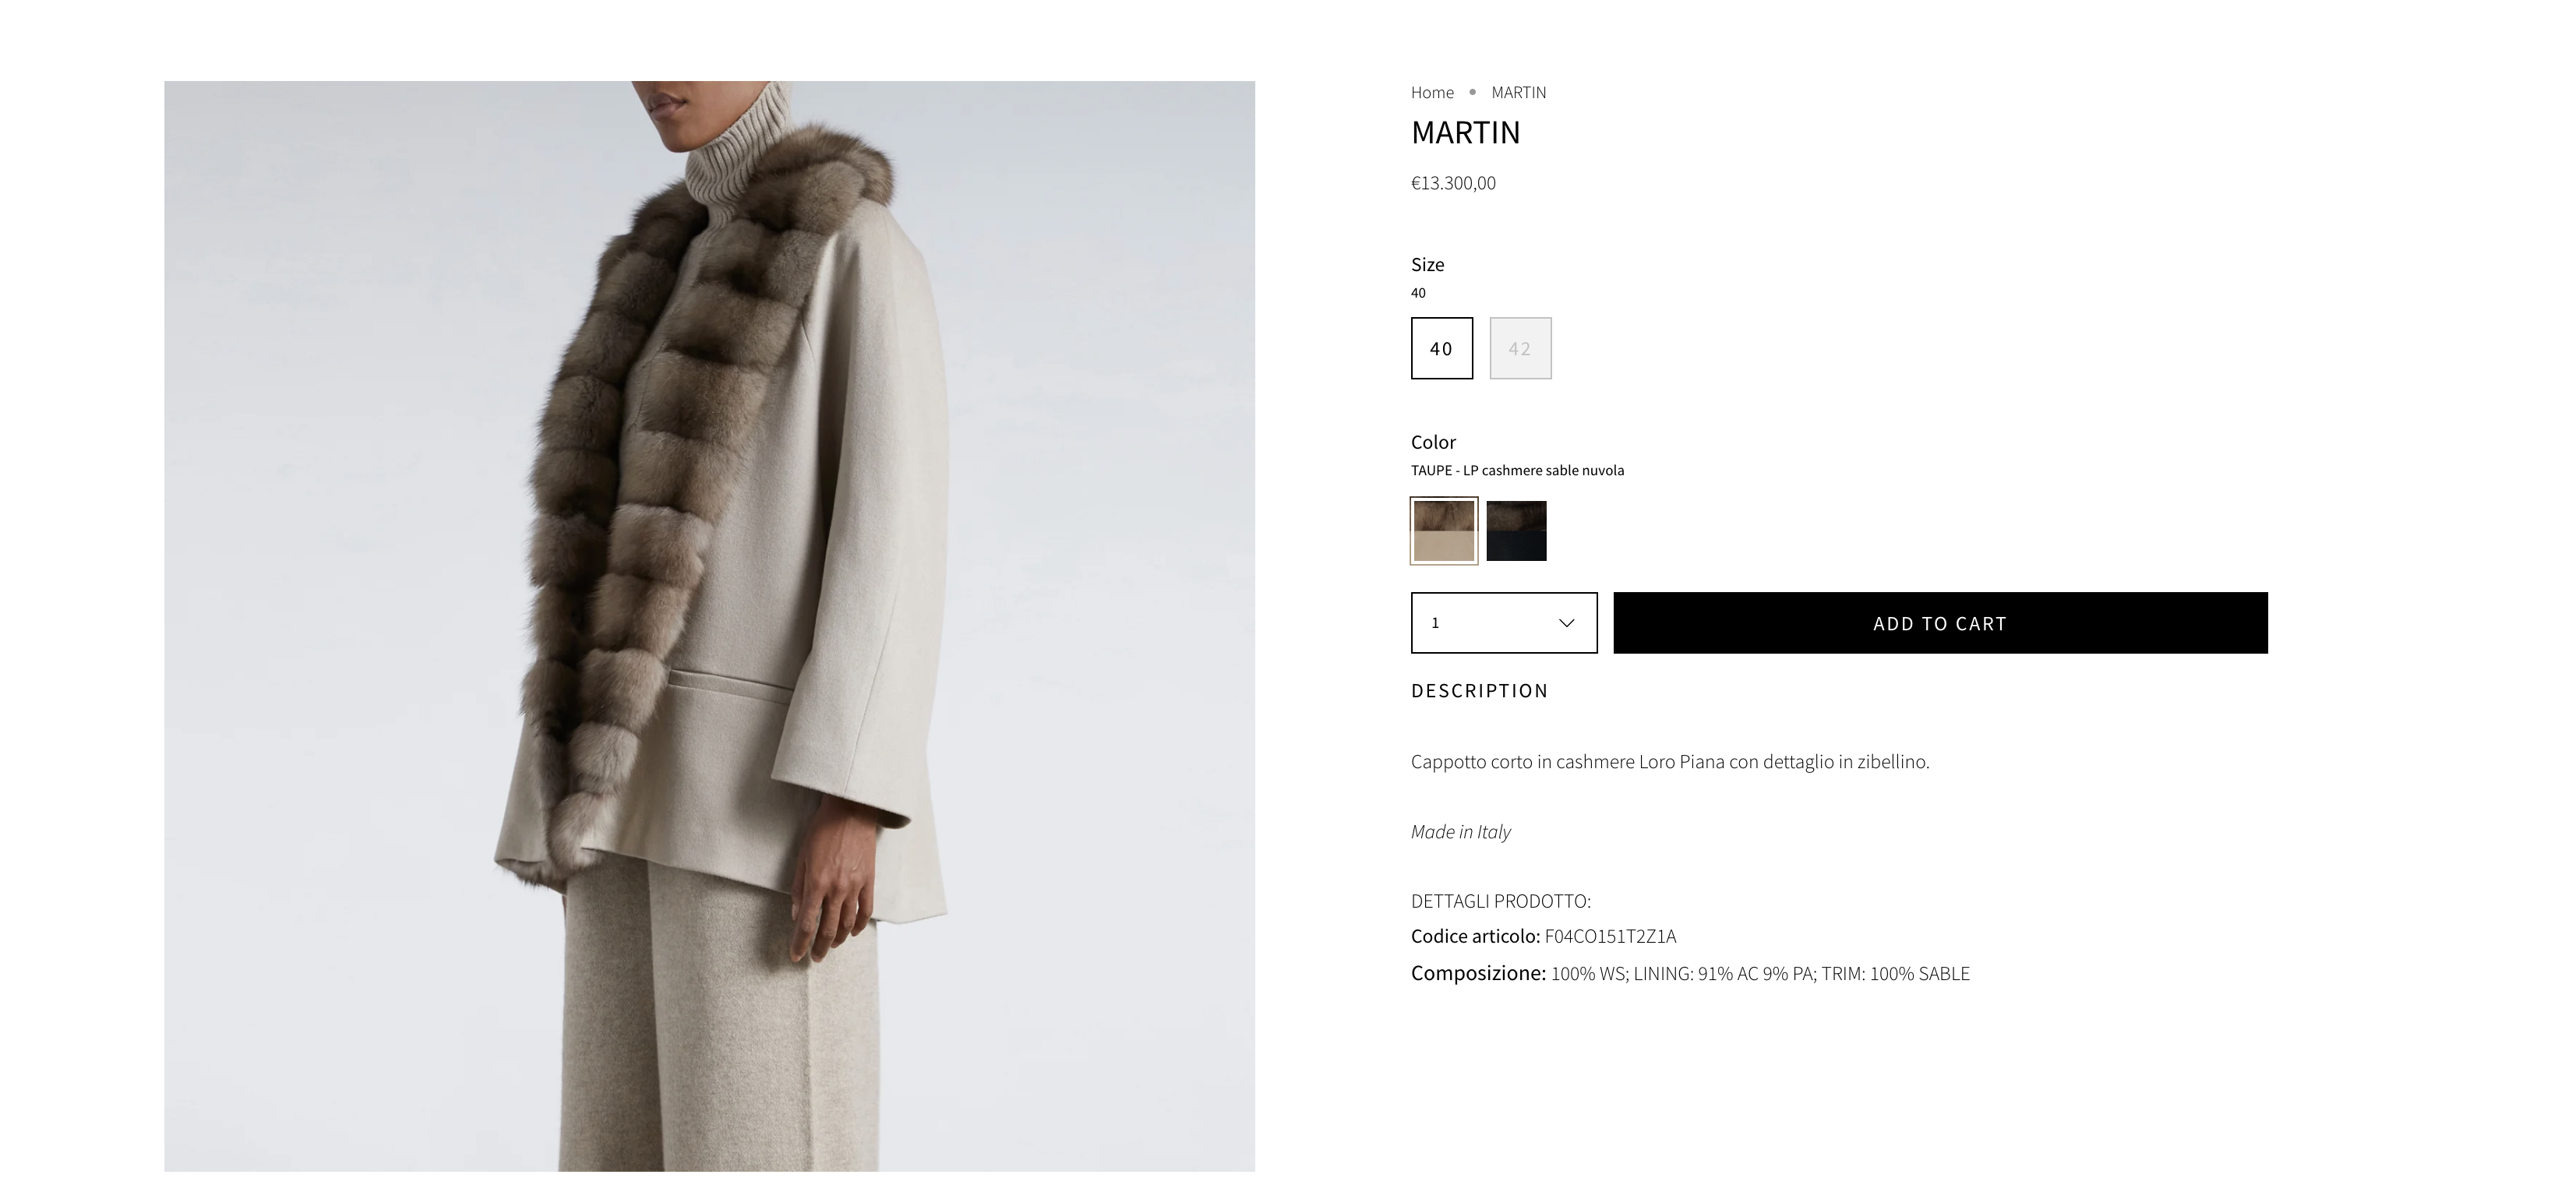 Home • MARTIN
MARTIN
€13.300,00
Size
40
40 42
Color
TAUPE - LP cashmere sable nuvola
1 ADD TO CART
DESCRIPTION
Cappotto corto in cashmere Loro Piana con dettaglio in zibellino.
Made in Italy
DETTAGLI PRODOTTO:
Codice articolo: F04CO151T2Z1A
Composizione: 100% WS; LINING: 91% AC 9% PA; TRIM: 100% SABLE